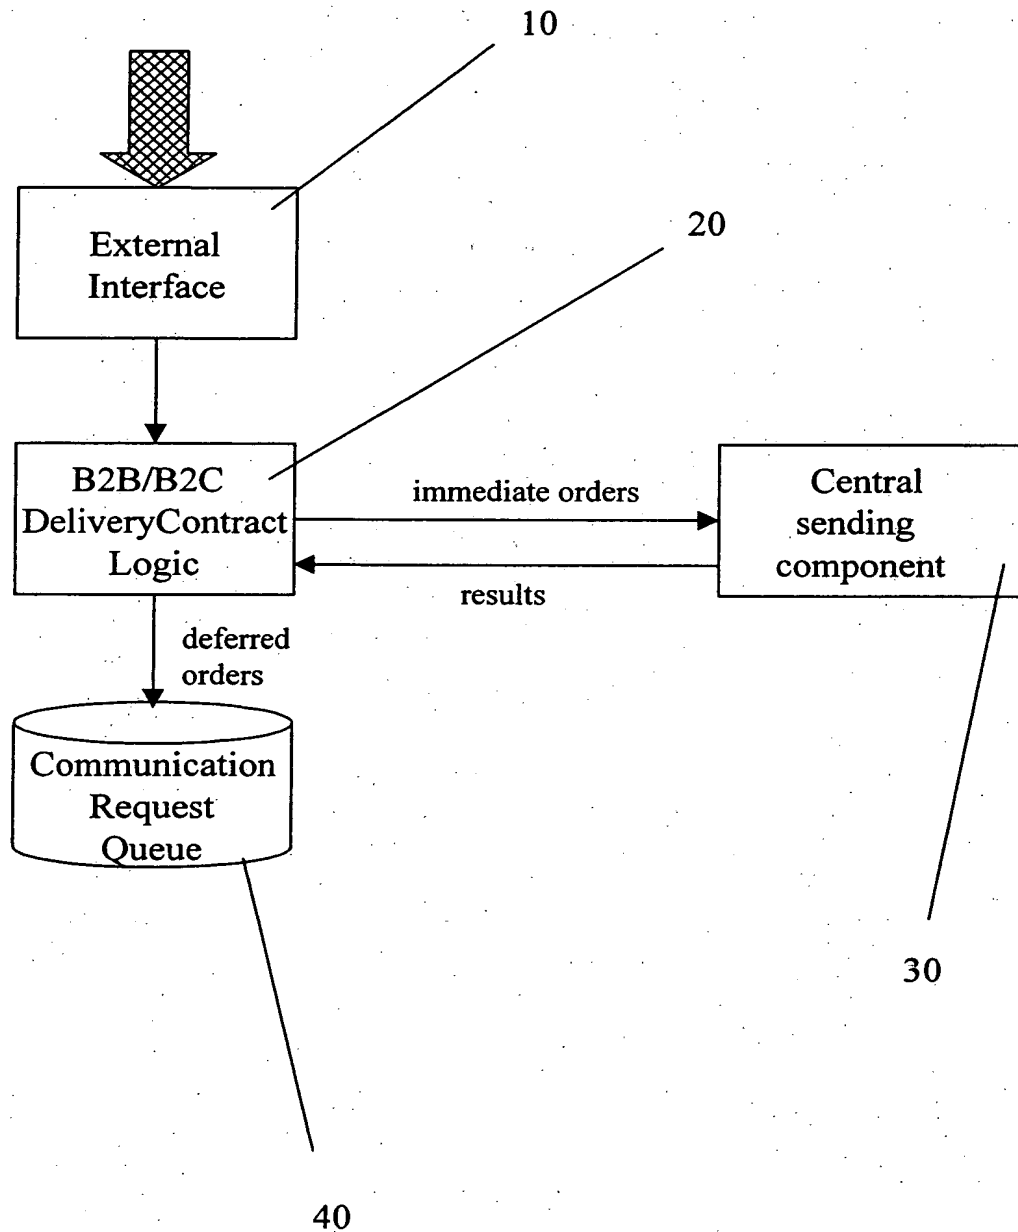 10
External
Interface
20
B2B/B2C
DeliveryContract
Logic
immediate orders
results
Central
sending
component
deferred
orders
Communication
Request
Queue
30
40